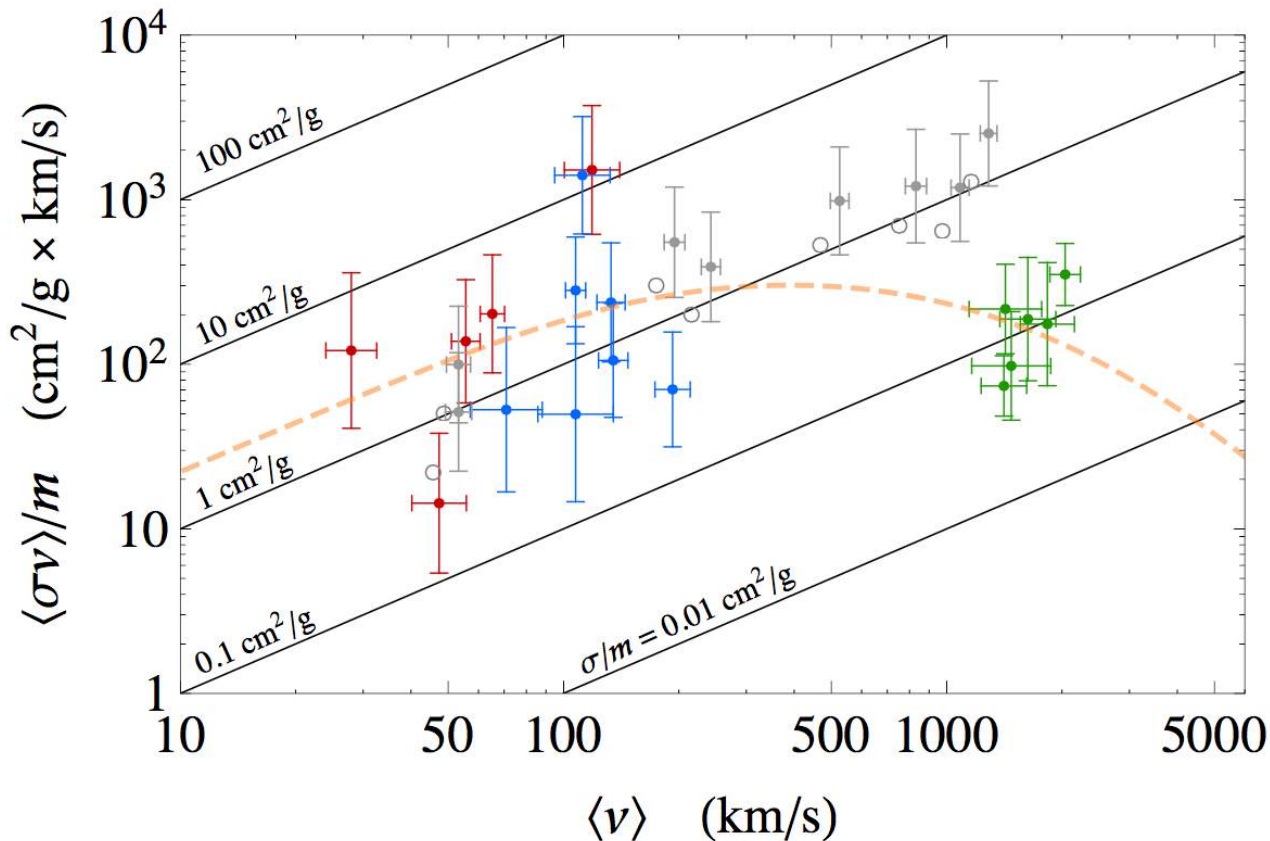 10⁴
10³
10²
10
1
⟨σv⟩/m (cm²/g × km/s)
100 cm²/g
10 cm²/g
1 cm²/g
0.1 cm²/g
σ/m = 0.01 cm²/g
10 50 100 500 1000 5000
⟨v⟩ (km/s)